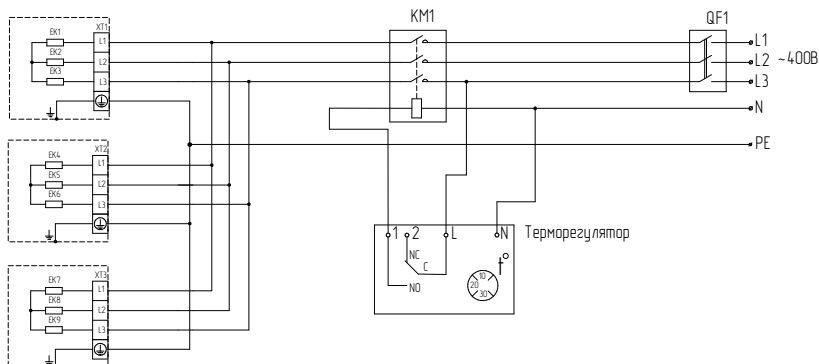 KM1
QF1
EK1
XT1
L1
L1
EK2
L2
L2 ~400В
EK3
L3
L3
N
PE
EK4
XT2
L1
EK5
L2
EK6
L3
1 2 L N Терморегулятор
NC
C
t°
NO
10
20
30
EK7
XT3
L1
EK8
L2
EK9
L3